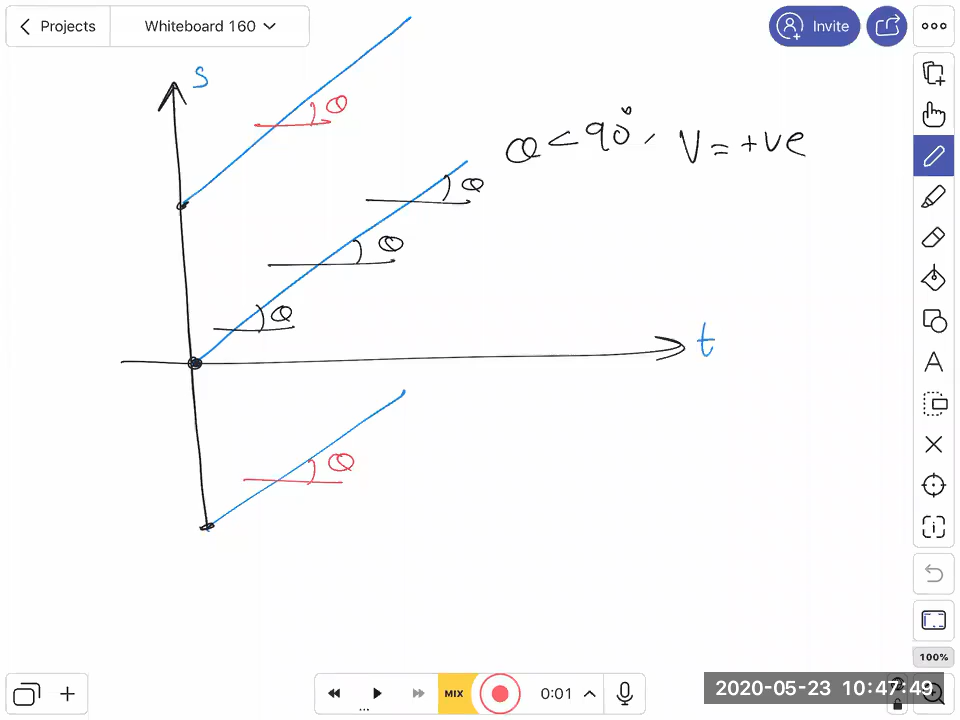 Projects
Whiteboard 160
Invite
s
θ
θ < 90°, V = +ve
θ
θ
θ
t
θ
100%
MIX
0:01
2020-05-23 10:47:49